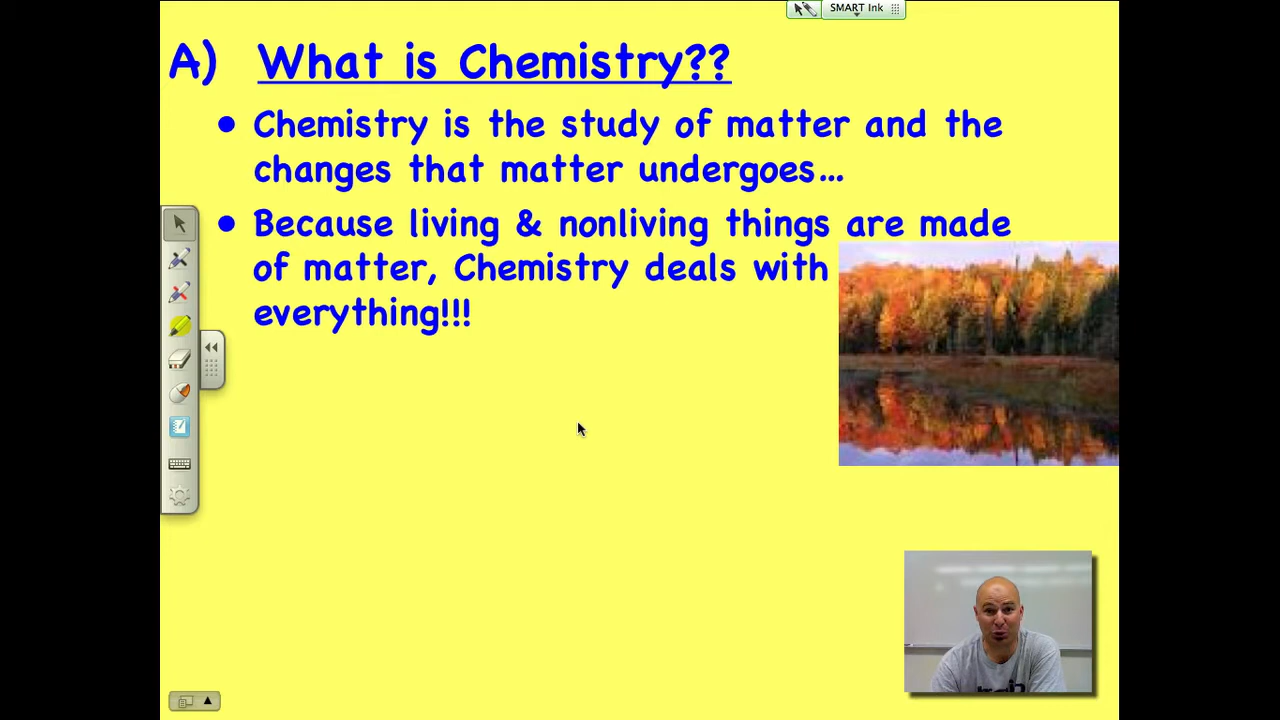 SMART Ink
A) What is Chemistry??
• Chemistry is the study of matter and the
changes that matter undergoes...
• Because living & nonliving things are made
of matter, Chemistry deals with
everything!!!